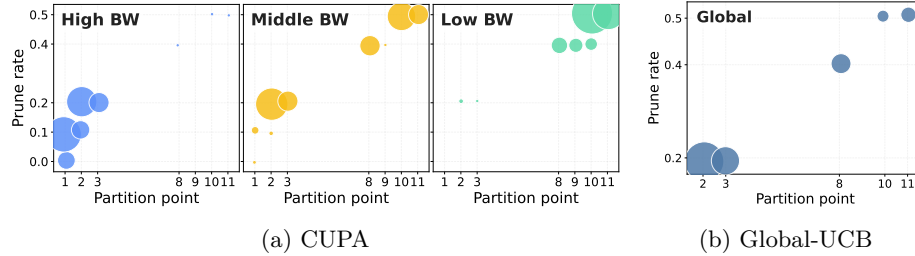 High BW
Middle BW
Low BW
Prune rate
0.5
0.4
0.2
0.1
0.0
1 2 3 8 9 10 11
1 2 3 8 9 10 11
1 2 3 8 9 10 11
Partition point
Partition point
Partition point
(a) CUPA
Global
Prune rate
0.5
0.4
0.2
2 3 8 10 11
Partition point
(b) Global-UCB